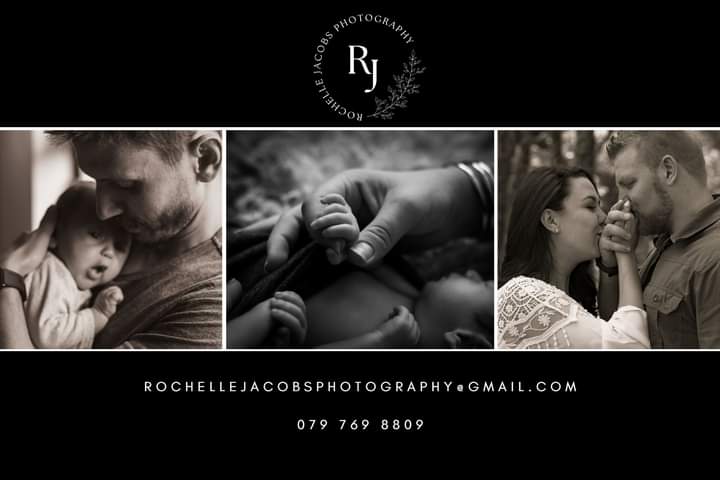 ROCHELLE JACOBS PHOTOGRAPHY
RJ
ROCHELLEJACOBSPHOTOGRAPHY@GMAIL.COM
079 769 8809